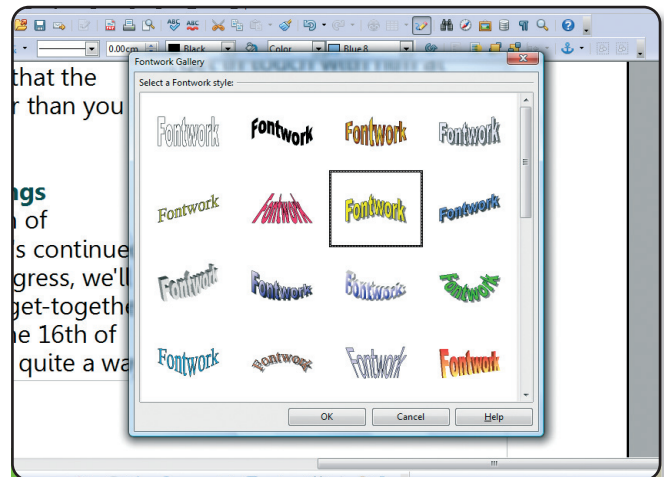 0.00cm Black Color Blue 8
that the
r than you
Fontwork Gallery
Select a Fontwork style:
Fontwork Fontwork Fontwork Fontwork
Fontwork Fontwork Fontwork Fontwork
Fontwork Fontwork Fontwork Fontwork
Fontwork Fontwork Fontwork Fontwork
ngs
of
's continue
gress, we'll
get-togethe
e 16th of
quite a wa
OK Cancel Help